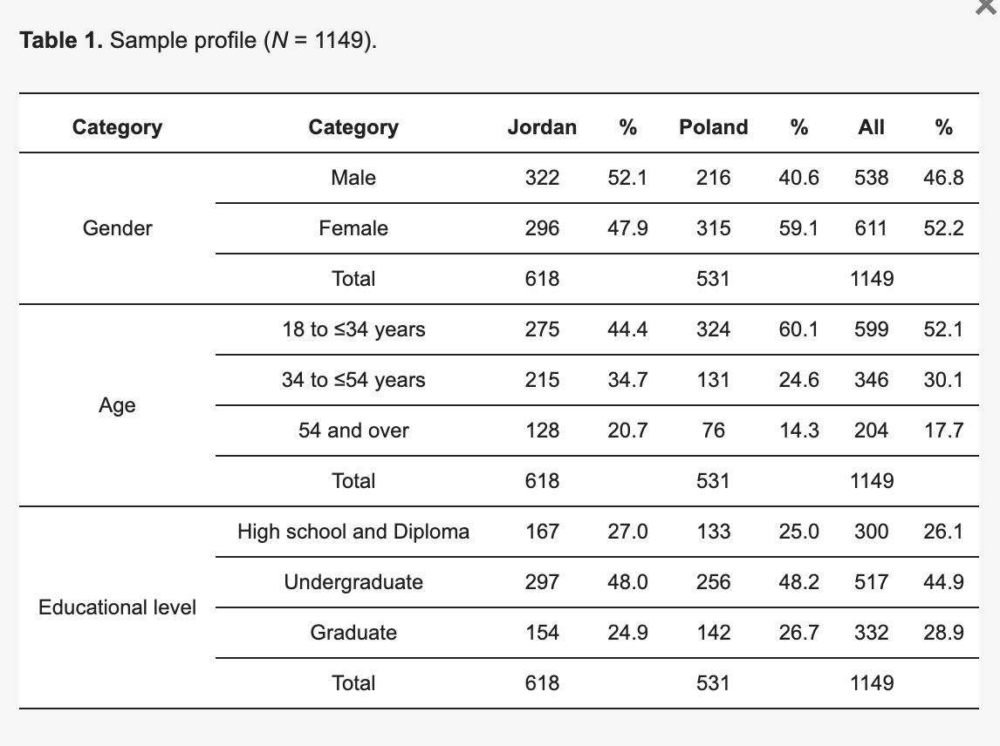 Table 1. Sample profile (N = 1149).
Category Category Jordan % Poland % All %
Male 322 52.1 216 40.6 538 46.8
Gender Female 296 47.9 315 59.1 611 52.2
Total 618 531 1149
18 to ≤34 years 275 44.4 324 60.1 599 52.1
34 to ≤54 years 215 34.7 131 24.6 346 30.1
Age
54 and over 128 20.7 76 14.3 204 17.7
Total 618 531 1149
High school and Diploma 167 27.0 133 25.0 300 26.1
Undergraduate 297 48.0 256 48.2 517 44.9
Educational level
Graduate 154 24.9 142 26.7 332 28.9
Total 618 531 1149